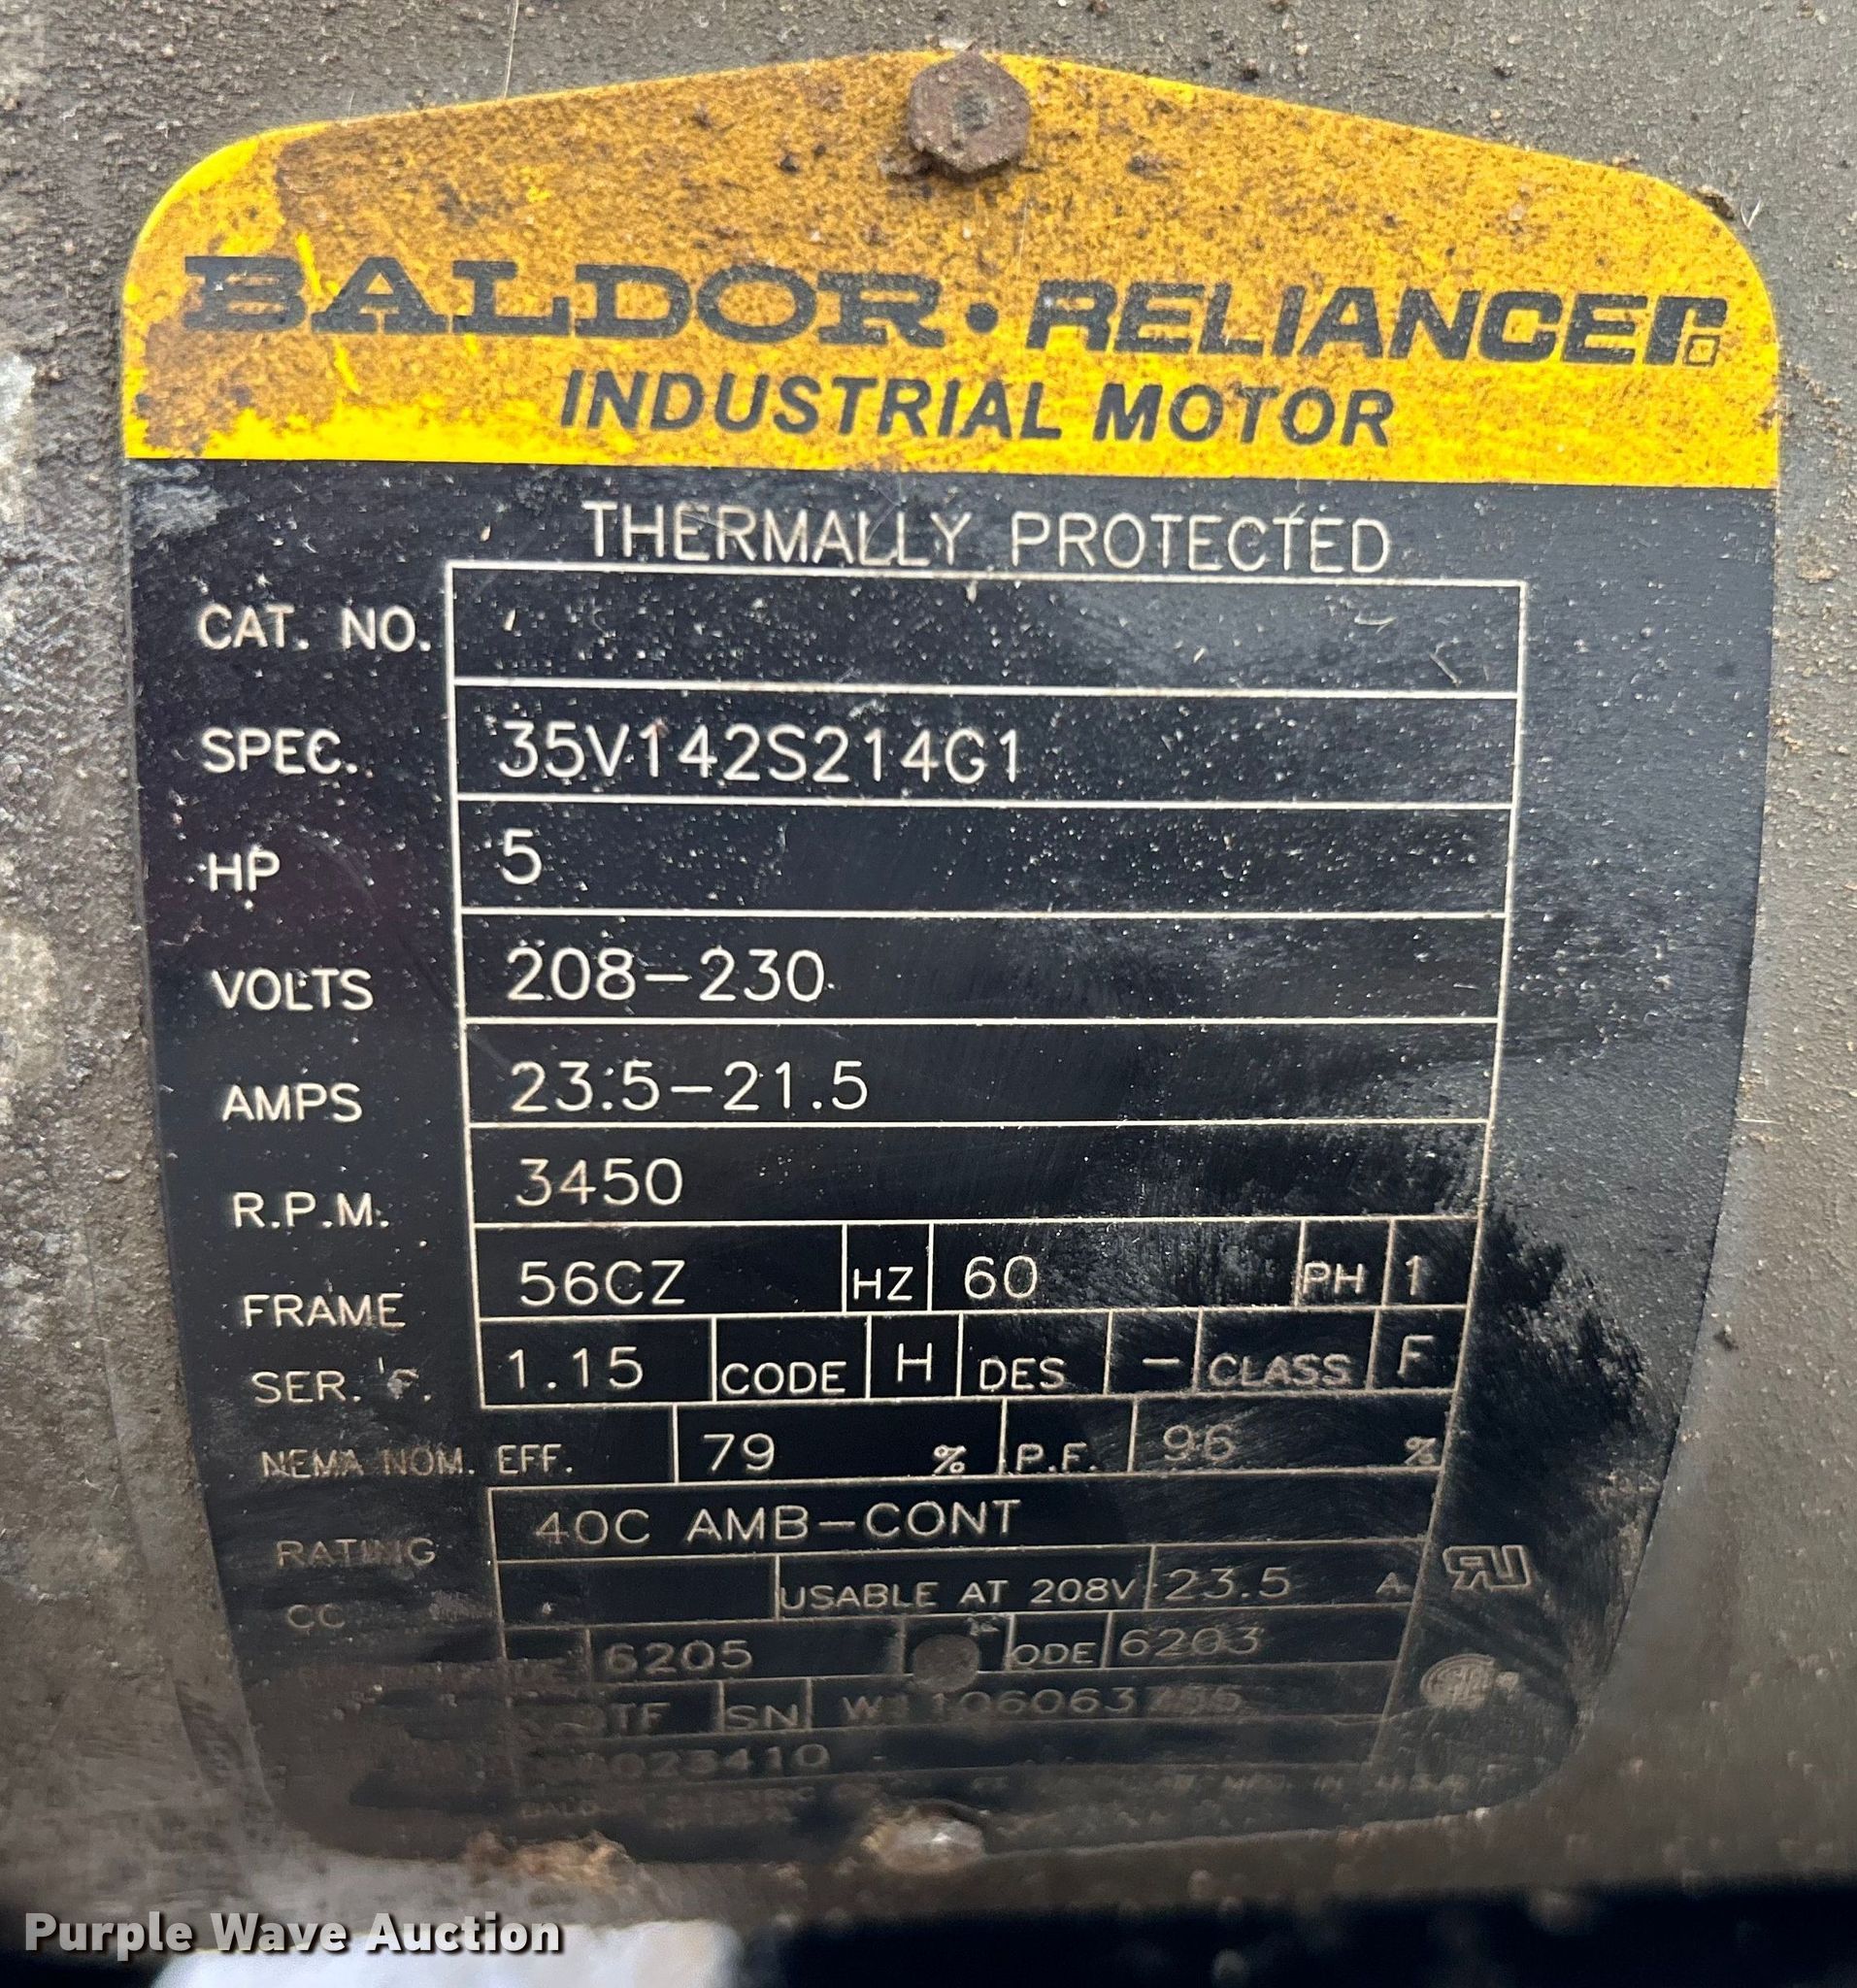 BALDOR • RELIANCE
INDUSTRIAL MOTOR
THERMALLY PROTECTED
CAT. NO.
SPEC. 35V142S214G1
HP 5
VOLTS 208-230
AMPS 23.5-21.5
R.P.M. 3450
FRAME 56CZ HZ 60 PH 1
SER. F. 1.15 CODE H DES - CLASS F
NEMA NOM. EFF. 79 % P.F. 96 %
RATING 40C AMB-CONT
CC USABLE AT 208V 23.5 A
6205 ODE 6203
SN
Purple Wave Auction